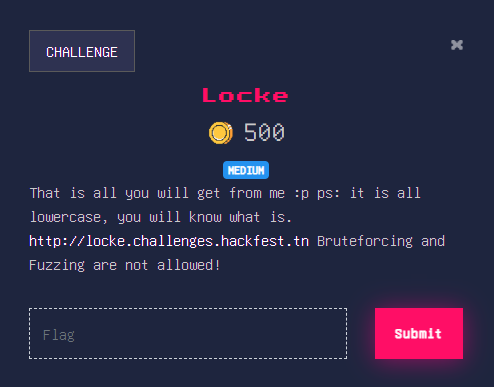 CHALLENGE
✖
Locke
500
MEDIUM
That is all you will get from me :p ps: it is all
lowercase, you will know what is.
http://locke.challenges.hackfest.tn Bruteforcing and
Fuzzing are not allowed!
Flag
Submit